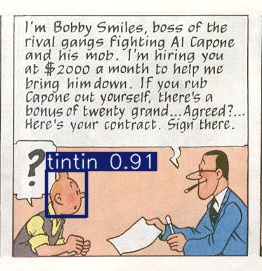 I'm Bobby Smiles, boss of the
rival gangs fighting Al Capone
and his mob. I'm hiring you
at $2000 a month to help me
bring him down. If you rub
Capone out yourself, there's a
bonus of twenty grand...Agreed?...
Here's your contract. Sign there.
?
tintin 0.91